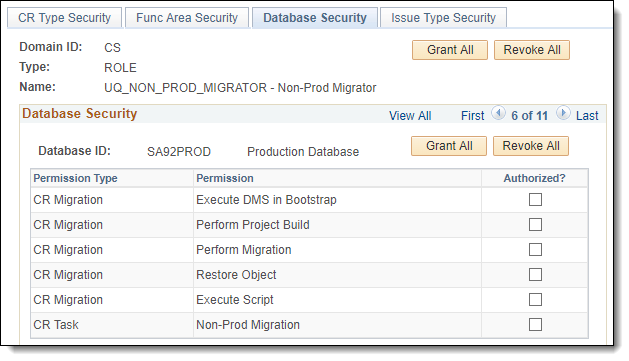 CR Type Security Func Area Security Database Security Issue Type Security
Domain ID: CS Grant All Revoke All
Type: ROLE
Name: UQ_NON_PROD_MIGRATOR - Non-Prod Migrator
Database Security View All First 6 of 11 Last
Database ID: SA92PROD Production Database Grant All Revoke All
Permission Type Permission Authorized?
CR Migration Execute DMS in Bootstrap
CR Migration Perform Project Build
CR Migration Perform Migration
CR Migration Restore Object
CR Migration Execute Script
CR Task Non-Prod Migration